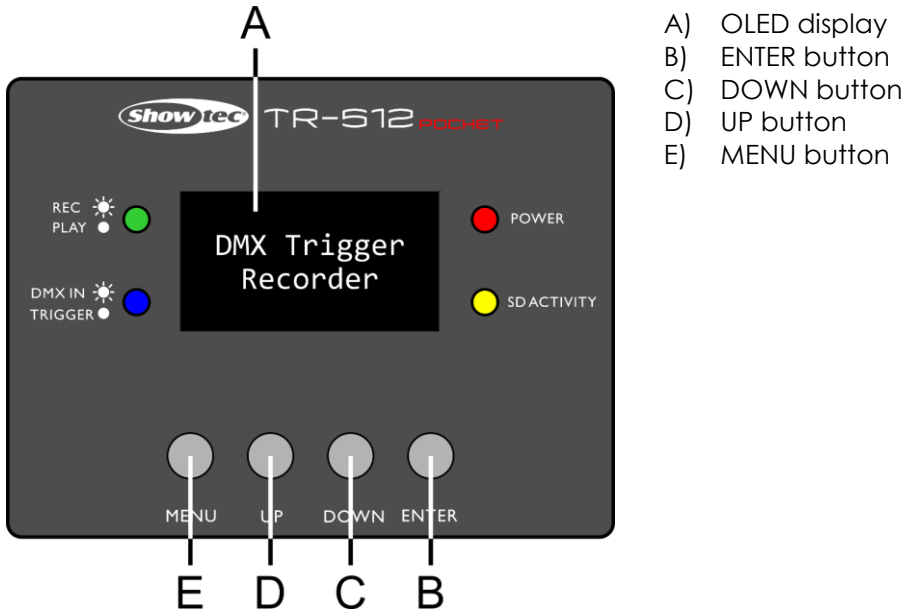 A
A) OLED display
B) ENTER button
C) DOWN button
D) UP button
E) MENU button
Showtec TR-512 POCKET
REC
PLAY
POWER
DMX Trigger
Recorder
DMX IN
TRIGGER
SD ACTIVITY
MENU UP DOWN ENTER
E D C B